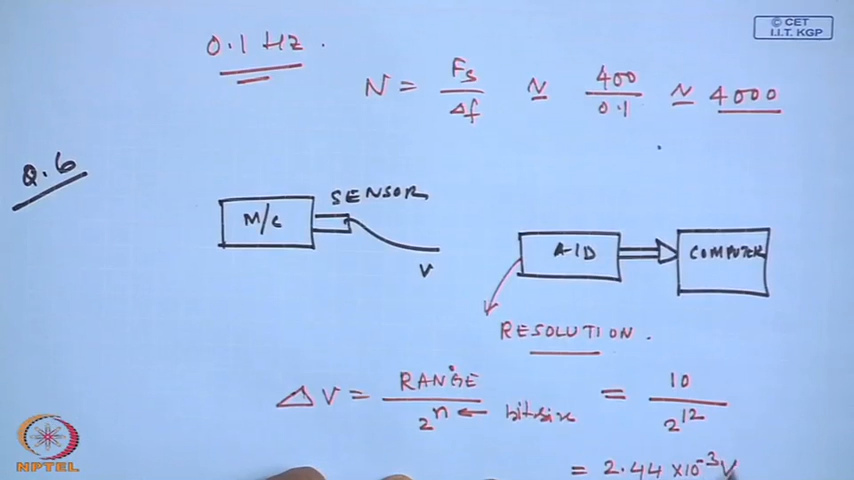 © CET
I.I.T. KGP
0.1 Hz.
N = Fs / Δf ≃ 400 / 0.1 ≃ 4000
Q.6
SENSOR
M/C
A-ID
COMPUTER
V
RESOLUTION.
ΔV = RANGE / 2^n ← bit size = 10 / 2^12
= 2.44 ×10^-3 V
NPTEL